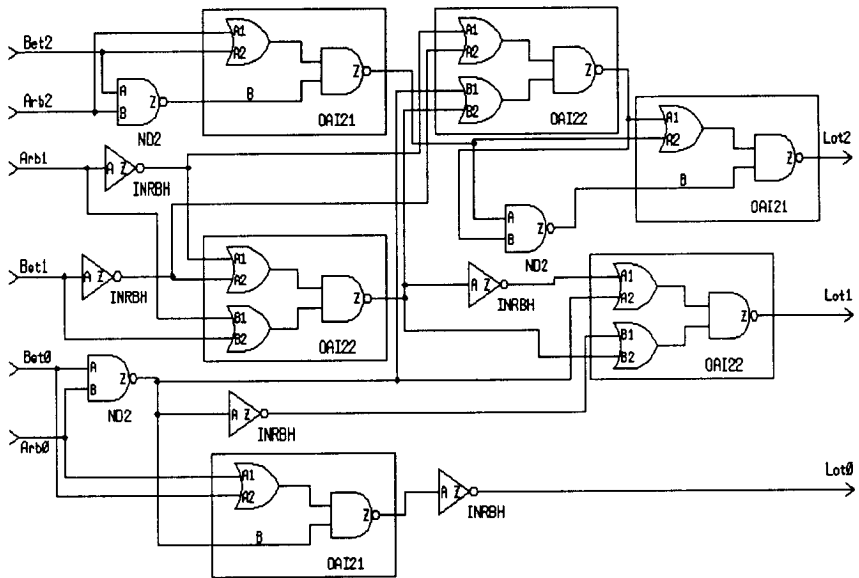 Bet2
A1
A2
Z
A1
A2
Z
Arb2
A
B
Z
B
OAI21
B1
B2
OAI22
ND2
A1
A2
Z
Lot2
Arb1
A Z
INRBH
B
A
B
Z
OAI21
ND2
A1
A2
Z
Bet1
A Z
INRBH
B1
B2
OAI22
A Z
INRBH
A1
A2
Z
Lot1
B1
B2
OAI22
Bet0
A
B
Z
ND2
A Z
INRBH
Arb0
A1
A2
Z
B
OAI21
A Z
INRBH
Lot0